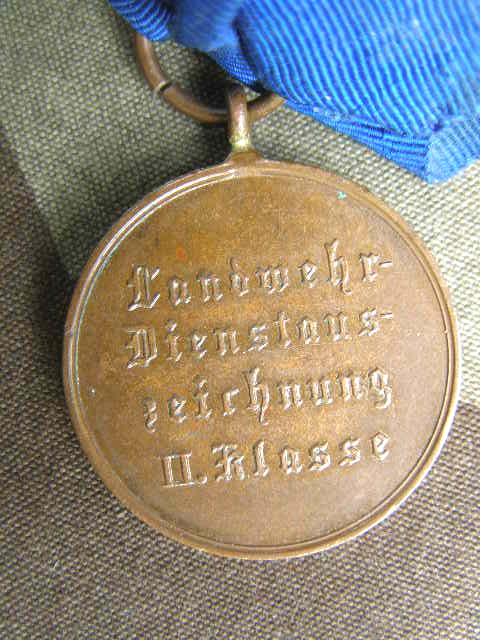 Landwehr-
Dienstaus-
zeichnung
II. Klasse